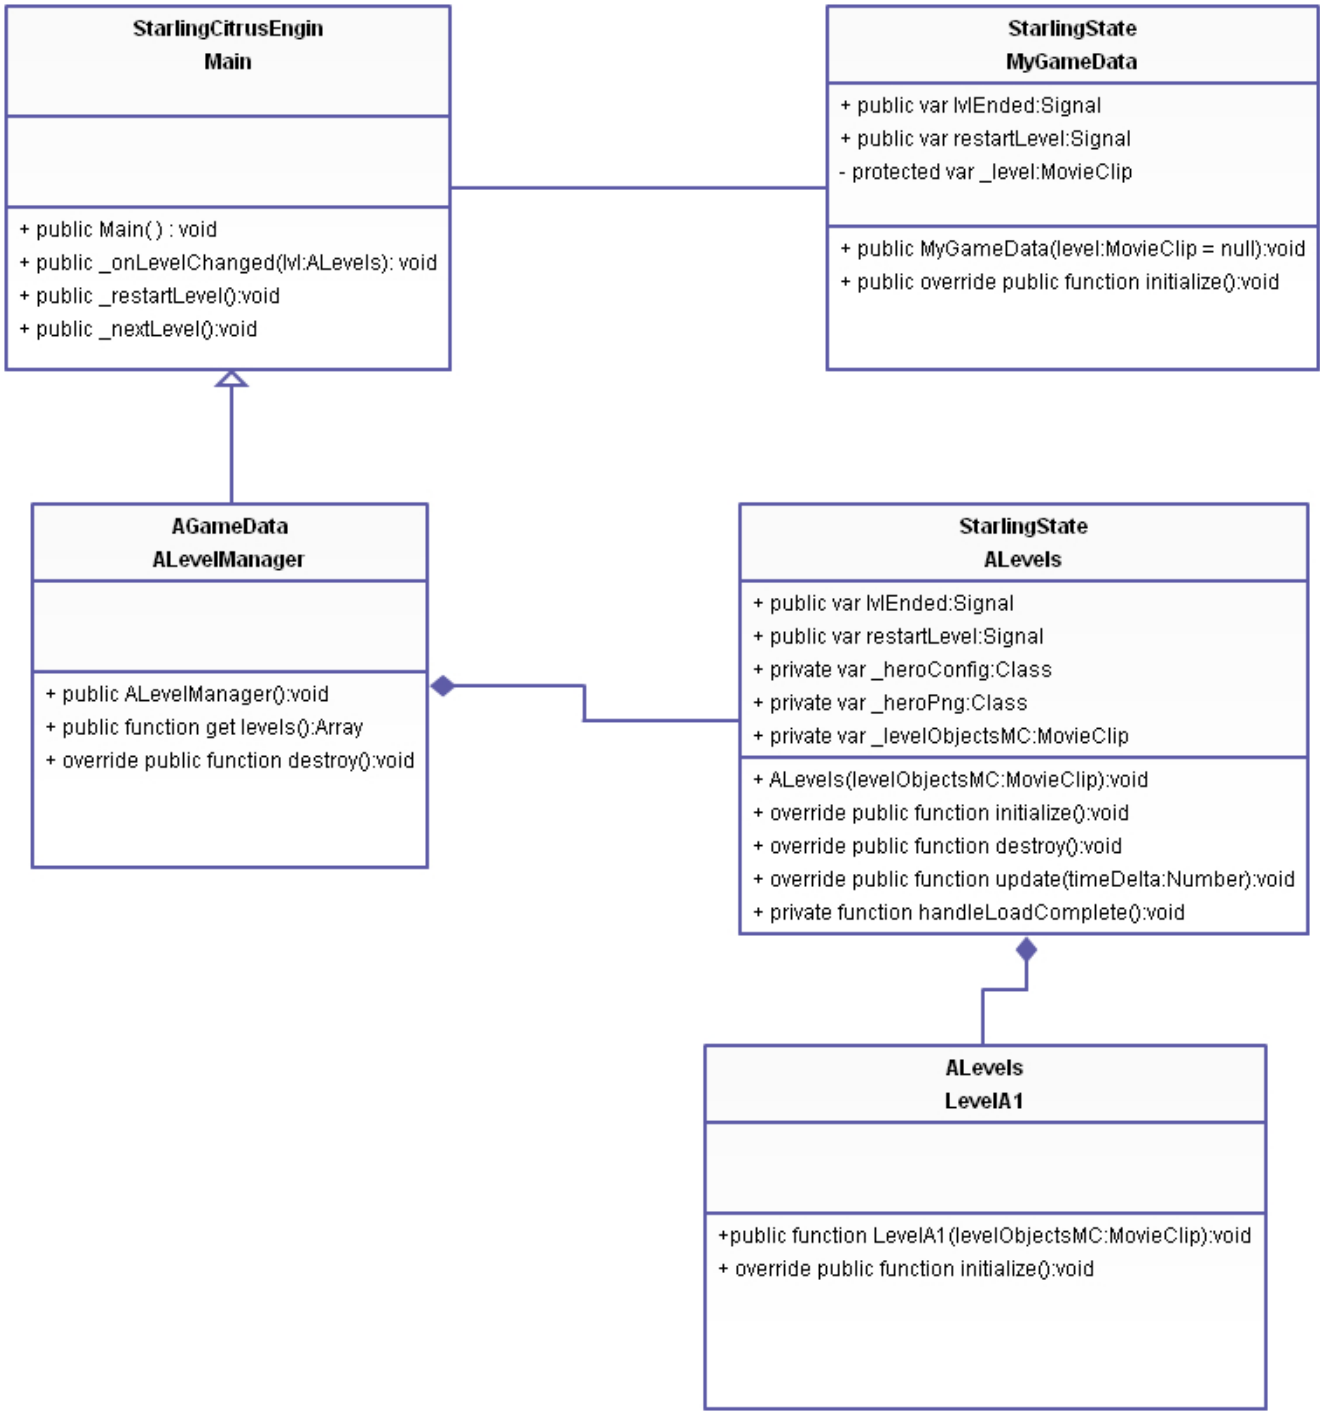 StarlingCitrusEngin
Main
+ public Main( ) : void
+ public _onLevelChanged(lvl:ALevels): void
+ public _restartLevel():void
+ public _nextLevel():void
StarlingState
MyGameData
+ public var lvlEnded:Signal
+ public var restartLevel:Signal
- protected var _level:MovieClip
+ public MyGameData(level:MovieClip = null):void
+ public override public function initialize():void
AGameData
ALevelManager
+ public ALevelManager():void
+ public function get levels():Array
+ override public function destroy():void
StarlingState
ALevels
+ public var lvlEnded:Signal
+ public var restartLevel:Signal
+ private var _heroConfig:Class
+ private var _heroPng:Class
+ private var _levelObjectsMC:MovieClip
+ ALevels(levelObjectsMC:MovieClip):void
+ override public function initialize():void
+ override public function destroy():void
+ override public function update(timeDelta:Number):void
+ private function handleLoadComplete():void
ALevels
LevelA1
+public function LevelA1(levelObjectsMC:MovieClip):void
+ override public function initialize():void